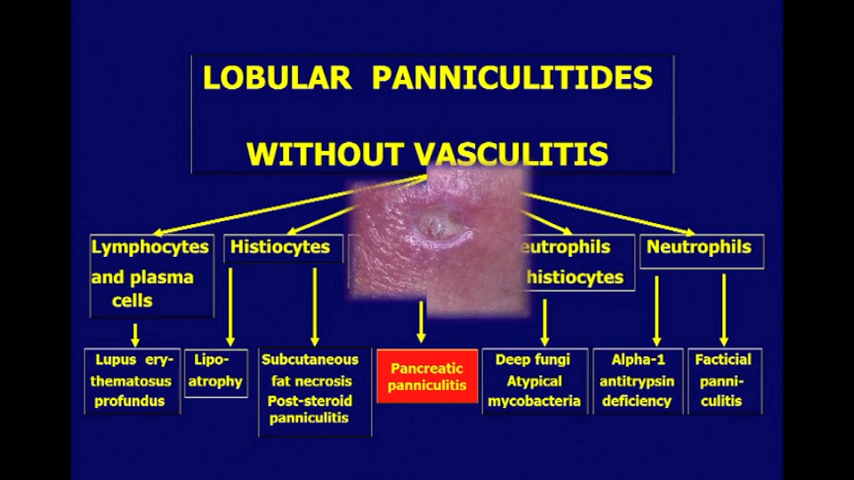 LOBULAR PANNICULITIDES
WITHOUT VASCULITIS
Lymphocytes
and plasma
cells
Histiocytes
eutrophils
histiocytes
Neutrophils
Lupus ery-
thematosus
profundus
Lipo-
atrophy
Subcutaneous
fat necrosis
Post-steroid
panniculitis
Pancreatic
panniculitis
Deep fungi
Atypical
mycobacteria
Alpha-1
antitrypsin
deficiency
Facticial
panni-
culitis